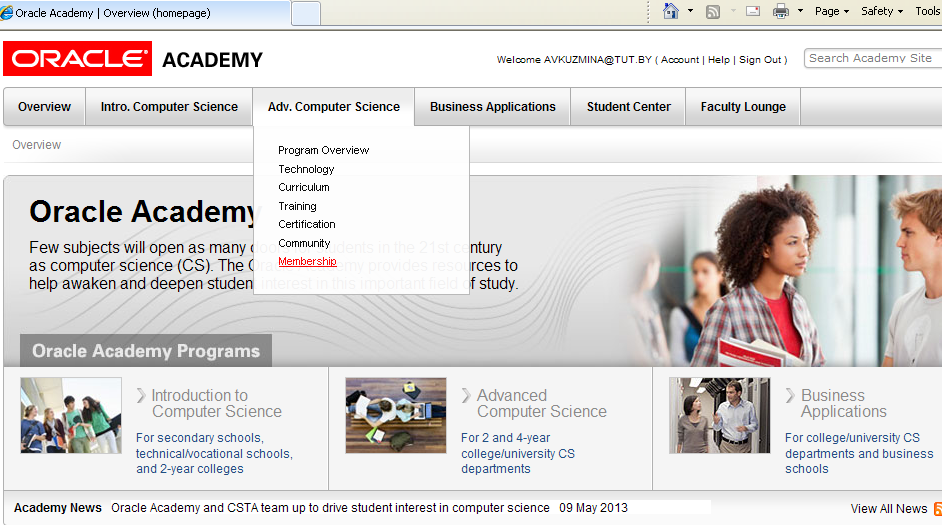 Oracle Academy | Overview (homepage)
Page Safety Tools
ORACLE ACADEMY
Welcome AVKUZMINA@TUT.BY ( Account | Help | Sign Out )
Search Academy Site
Overview
Intro. Computer Science
Adv. Computer Science
Business Applications
Student Center
Faculty Lounge
Overview
Program Overview
Technology
Curriculum
Training
Certification
Community
Membership
Oracle Academy
Few subjects will open as many doors for students in the 21st century
as computer science (CS). The Oracle Academy provides resources to
help awaken and deepen student interest in this important field of study.
Oracle Academy Programs
Introduction to
Computer Science
For secondary schools,
technical/vocational schools,
and 2-year colleges
Advanced
Computer Science
For 2 and 4-year
college/university CS
departments
Business
Applications
For college/university CS
departments and business
schools
Academy News Oracle Academy and CSTA team up to drive student interest in computer science 09 May 2013
View All News